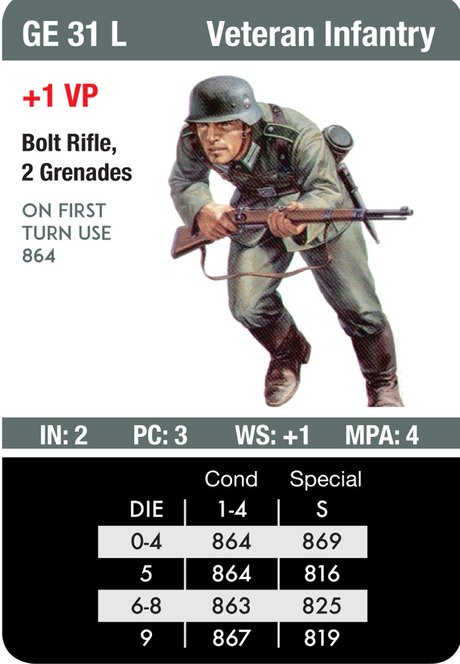 GE 31 L Veteran Infantry
+1 VP
Bolt Rifle,
2 Grenades
ON FIRST
TURN USE
864
IN: 2 PC: 3 WS: +1 MPA: 4
Cond Special
DIE 1-4 S
0-4 864 869
5 864 816
6-8 863 825
9 867 819